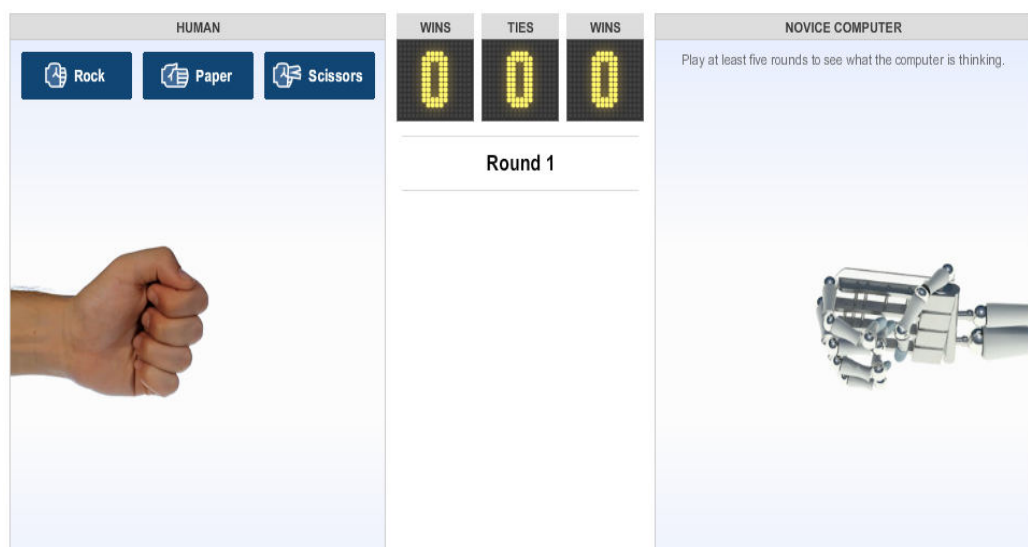 HUMAN
Rock
Paper
Scissors
WINS
TIES
WINS
0
0
0
Round 1
NOVICE COMPUTER
Play at least five rounds to see what the computer is thinking.